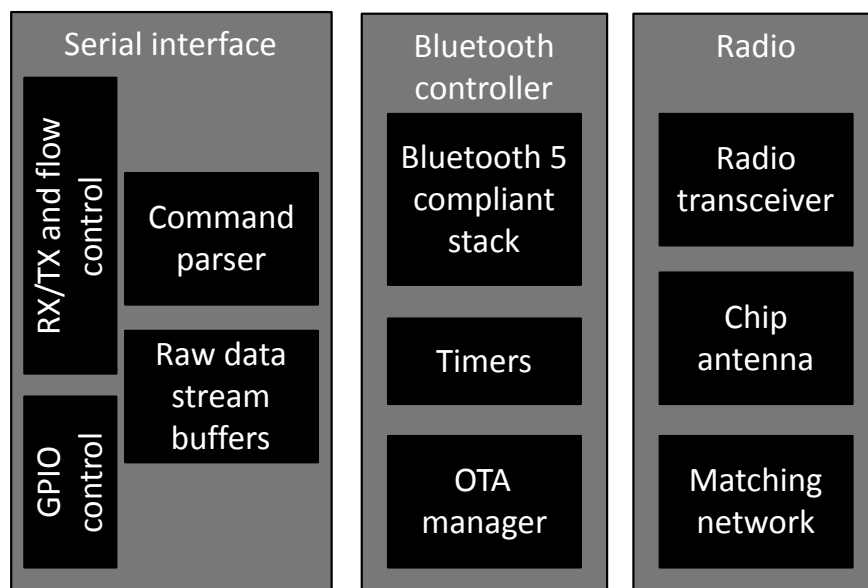 Serial interface
RX/TX and flow
control
Command
parser
Raw data
stream
buffers
GPIO
control
Bluetooth
controller
Bluetooth 5
compliant
stack
Timers
OTA
manager
Radio
Radio
transceiver
Chip
antenna
Matching
network